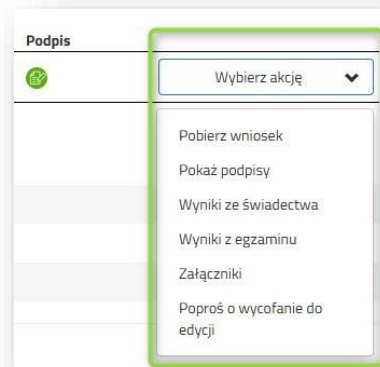 Podpis
Wybierz akcję
Pobierz wniosek
Pokaż podpisy
Wyniki ze świadectwa
Wyniki z egzaminu
Załączniki
Poproś o wycofanie do
edycji